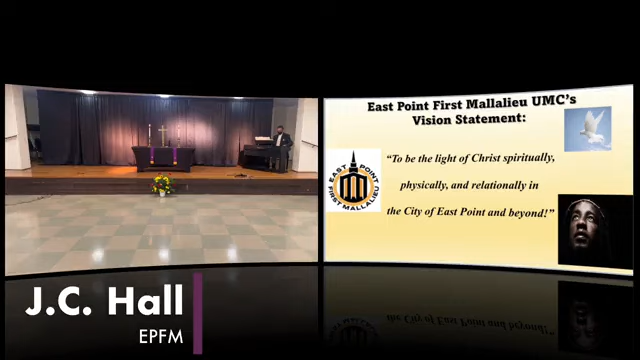 East Point First Mallalieu UMC's
Vision Statement:
EAST POINT
FIRST MALLALIEU
"To be the light of Christ spiritually,
physically, and relationally in
the City of East Point and beyond!"
J.C. Hall
EPFM